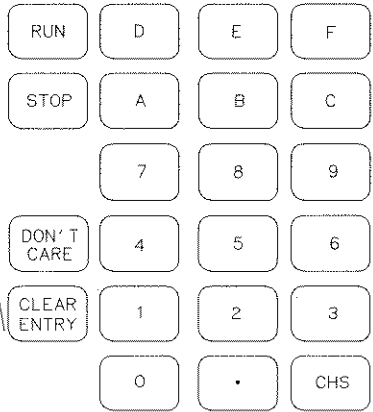 RUN D E F
STOP A B C
7 8 9
DON'T
CARE 4 5 6
CLEAR
ENTRY 1 2 3
0 . CHS